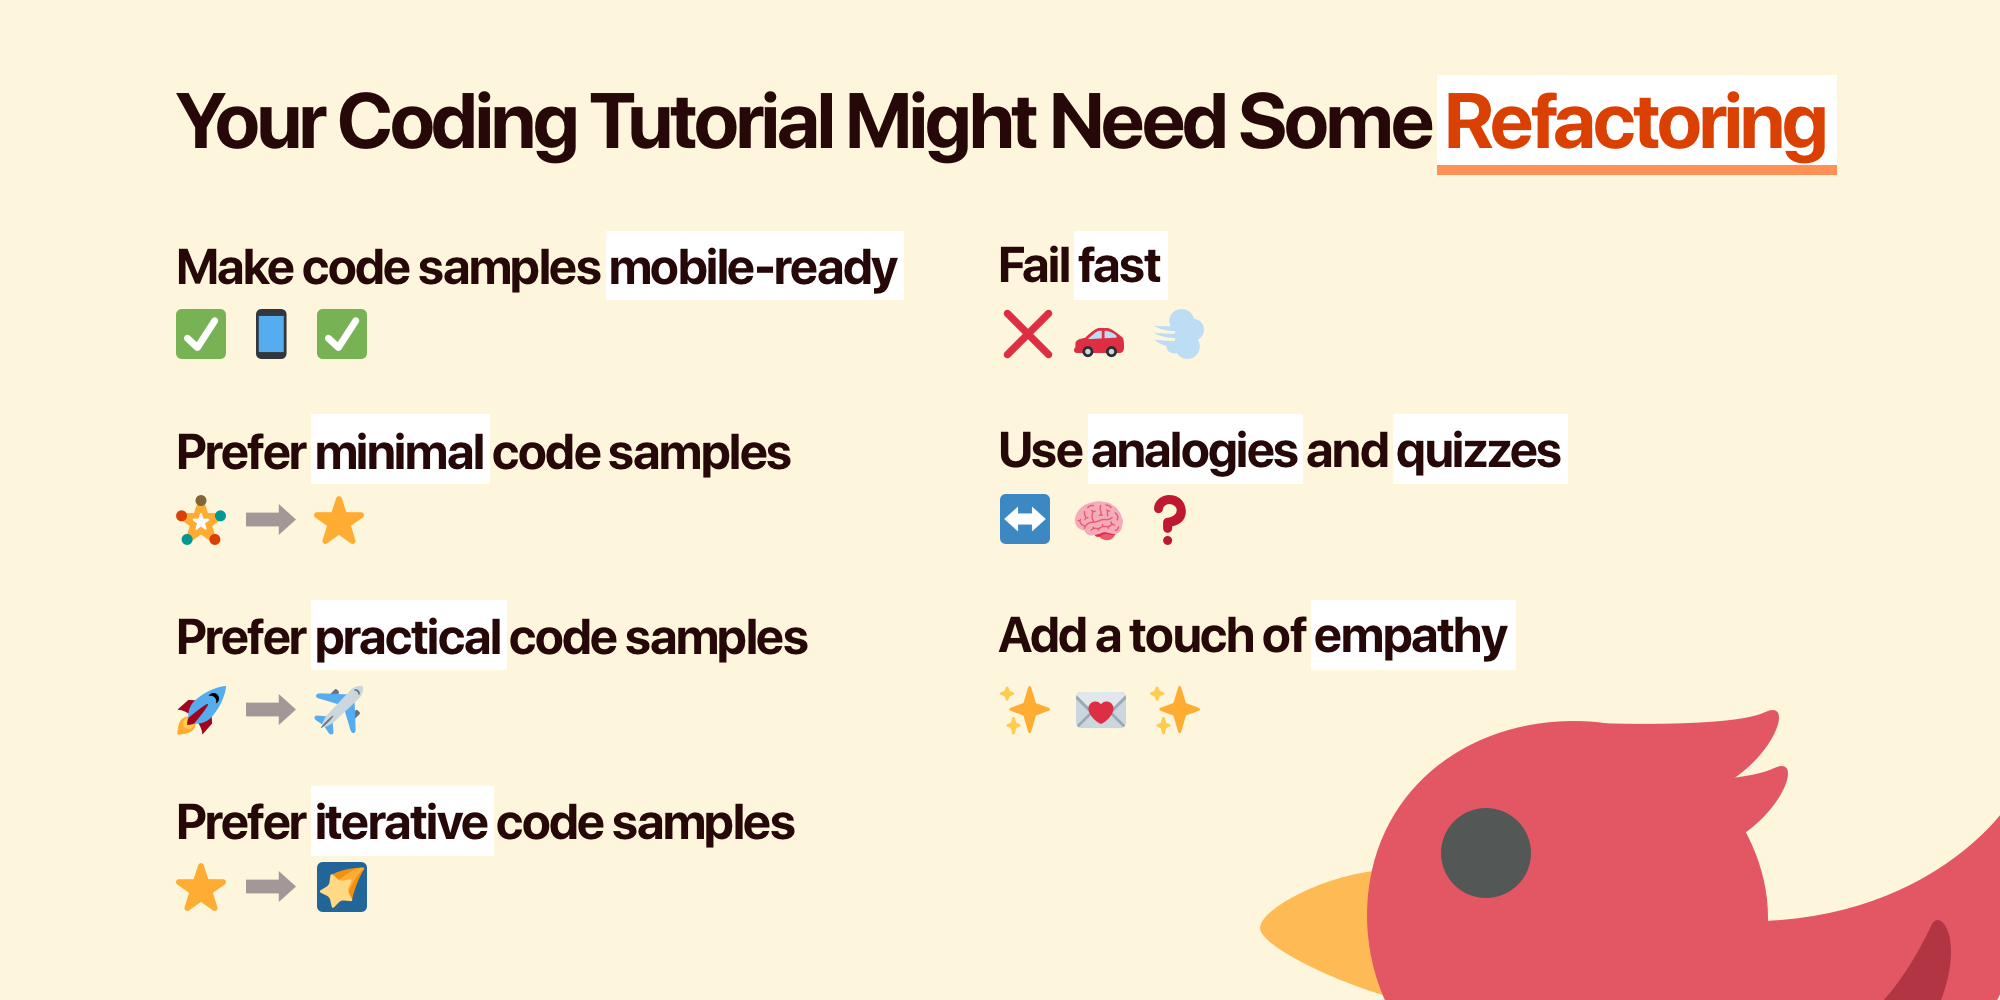 Your Coding Tutorial Might Need Some Refactoring
Make code samples mobile-ready
Prefer minimal code samples
Prefer practical code samples
Prefer iterative code samples
Fail fast
Use analogies and quizzes
Add a touch of empathy